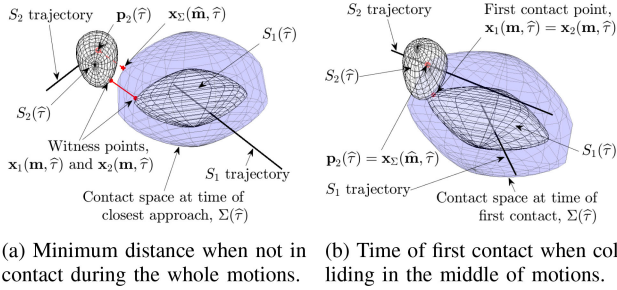 S₂ trajectory
p₂(τ̂)
x_Σ(m̂, τ̂)
S₁(τ̂)
S₂(τ̂)
Witness points,
x₁(m, τ̂) and x₂(m, τ̂)
S₁ trajectory
Contact space at time of
closest approach, Σ(τ̂)
(a) Minimum distance when not in
contact during the whole motions.
First contact point,
x₁(m, τ̂) = x₂(m, τ̂)
S₂ trajectory
S₂(τ̂)
S₁(τ̂)
p₂(τ̂) = x_Σ(m̂, τ̂)
S₁ trajectory
Contact space at time of
first contact, Σ(τ̂)
(b) Time of first contact when col
liding in the middle of motions.